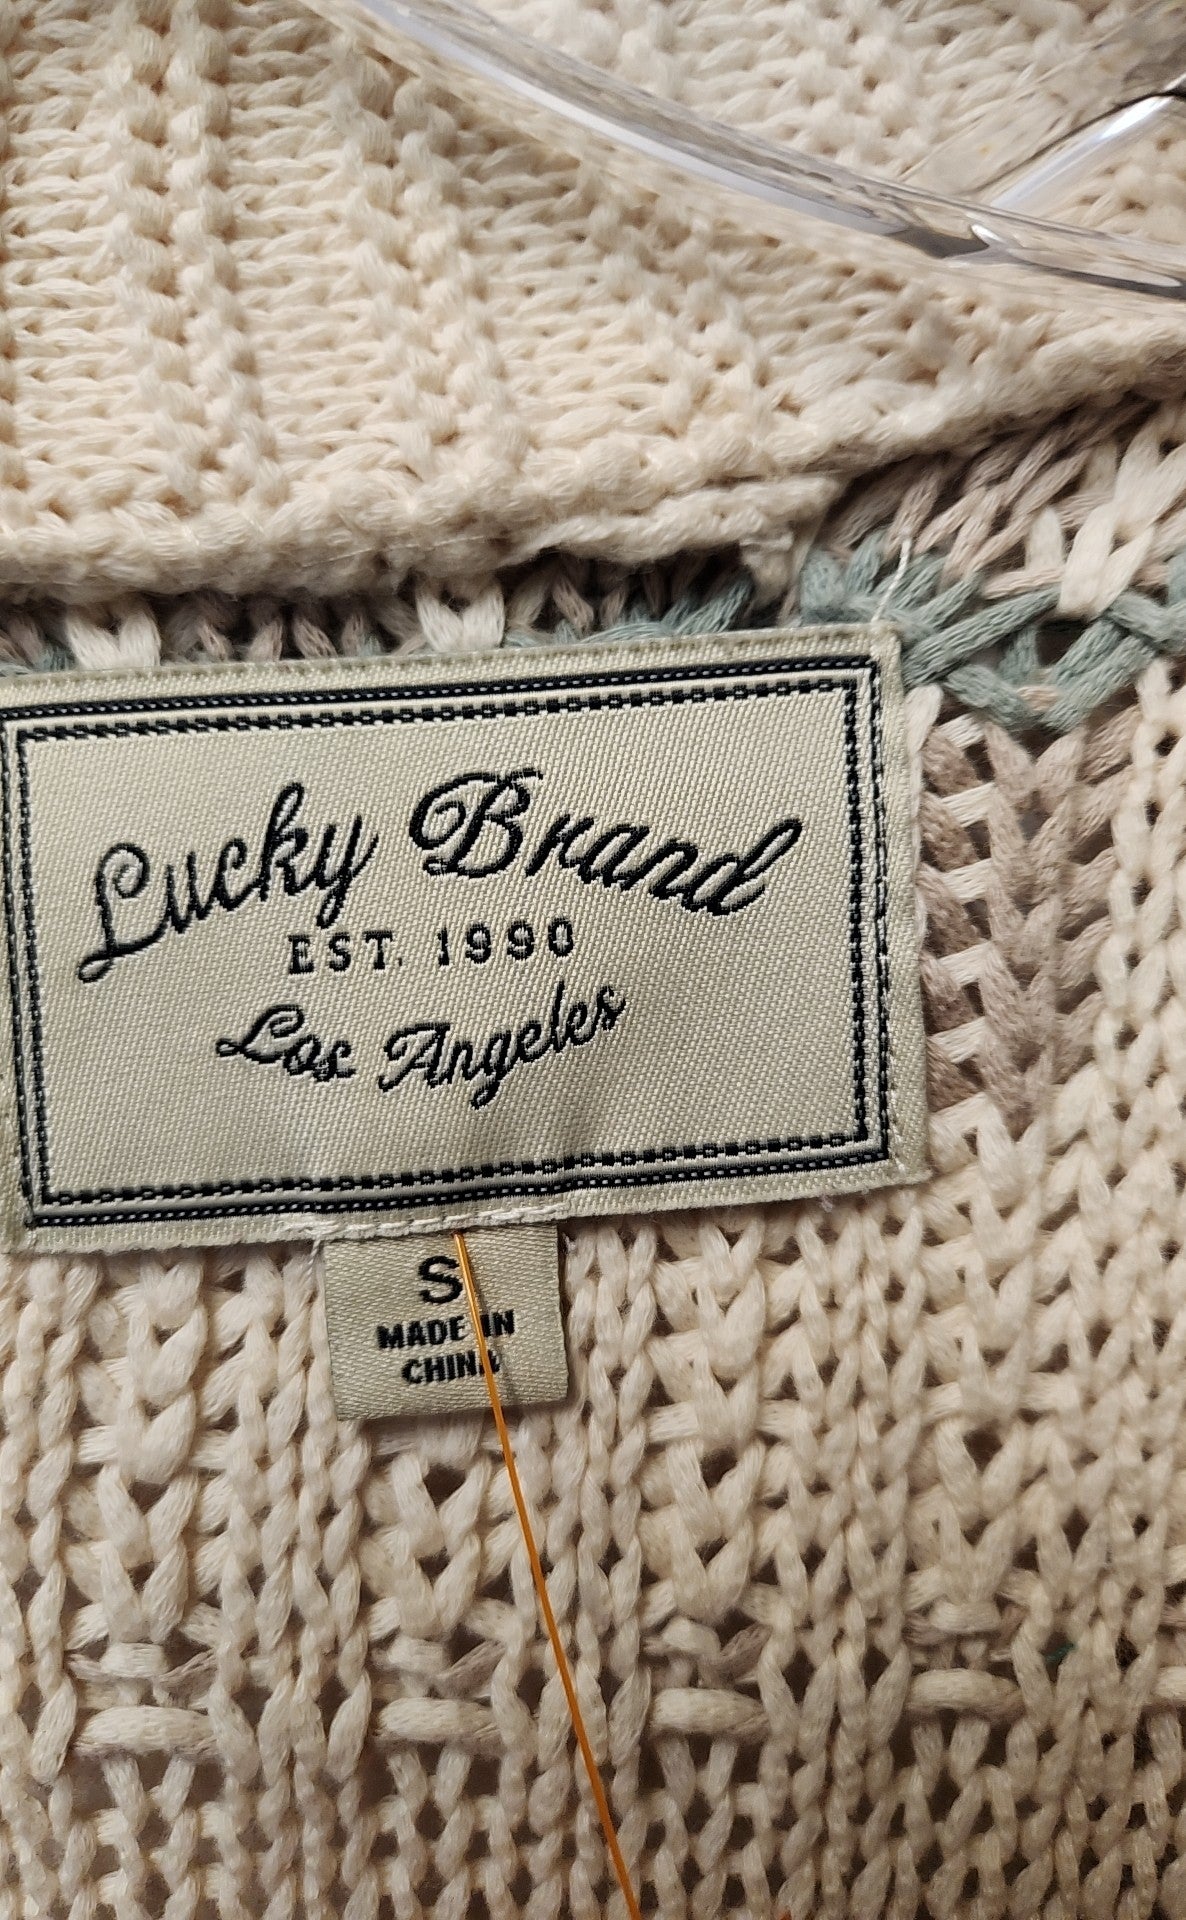 Lucky Brand
EST. 1990
Los Angeles
S
MADE IN
CHINA